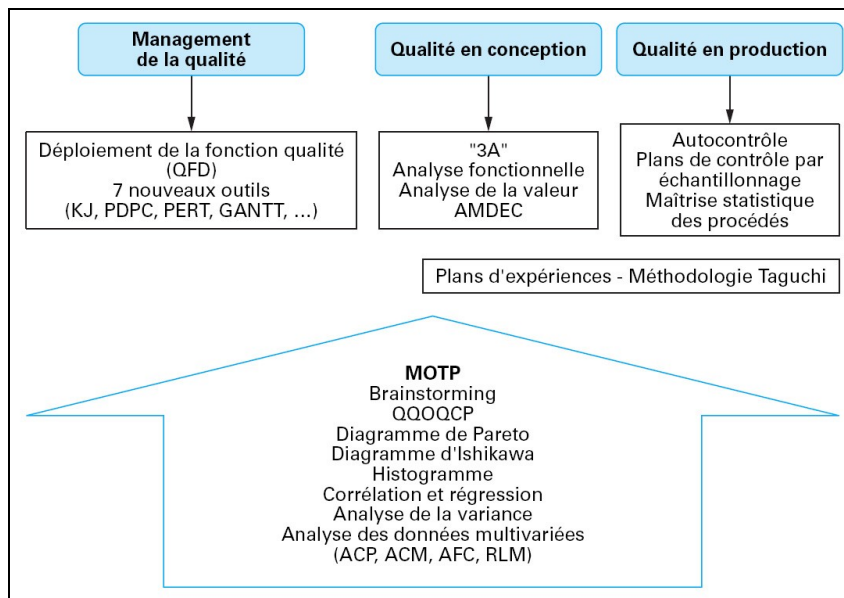 Management
de la qualité
Qualité en conception
Qualité en production
Déploiement de la fonction qualité
(QFD)
7 nouveaux outils
(KJ, PDPC, PERT, GANTT, ...)
"3A"
Analyse fonctionnelle
Analyse de la valeur
AMDEC
Autocontrôle
Plans de contrôle par
échantillonnage
Maîtrise statistique
des procédés
Plans d'expériences - Méthodologie Taguchi
MOTP
Brainstorming
QQOQCP
Diagramme de Pareto
Diagramme d'Ishikawa
Histogramme
Corrélation et régression
Analyse de la variance
Analyse des données multivariées
(ACP, ACM, AFC, RLM)